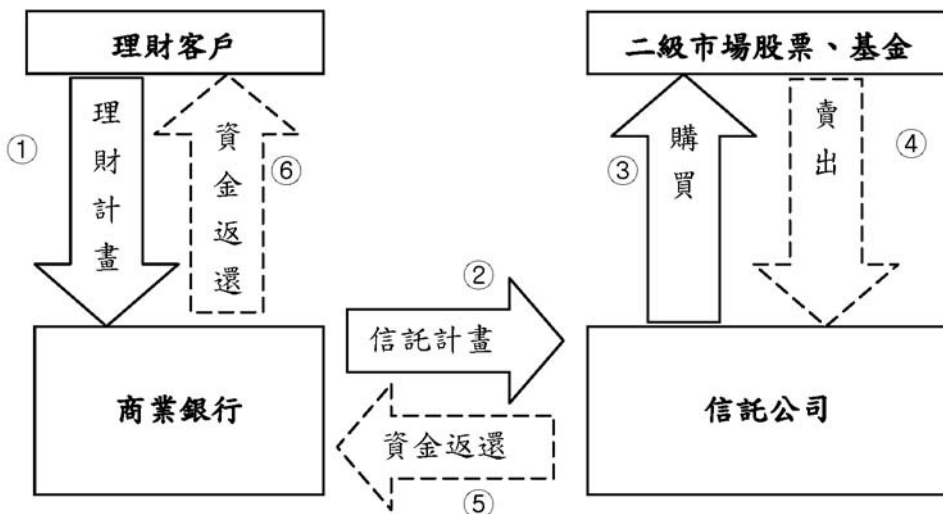 理財客戶
二級市場股票、基金
①
理財計畫
資金返還
⑥
③
購買
賣出
④
②
信託計畫
商業銀行
信託公司
資金返還
⑤